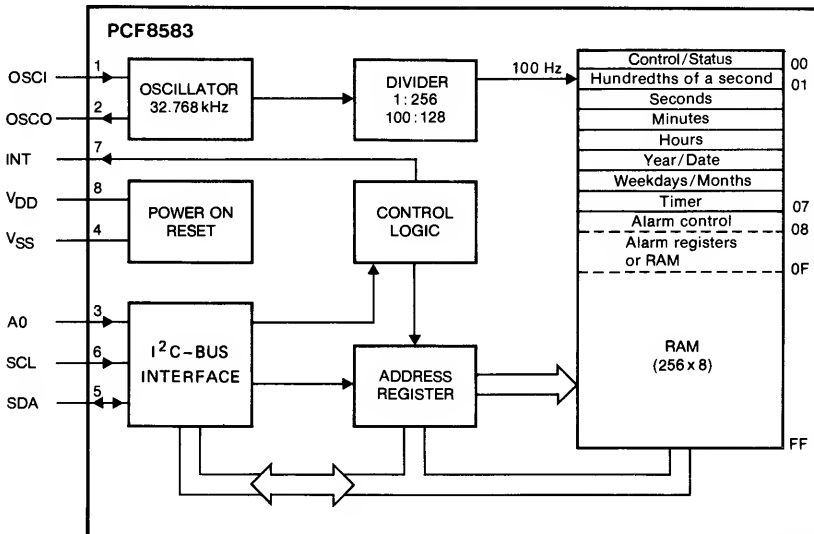 PCF8583
OSCI
1
OSCO
2
INT
7
VDD
8
VSS
4
A0
3
SCL
6
SDA
5
OSCILLATOR
32.768 kHz
DIVIDER
1 : 256
100 : 128
100 Hz
POWER ON
RESET
CONTROL
LOGIC
I²C-BUS
INTERFACE
ADDRESS
REGISTER
Control/Status
00
Hundredths of a second
01
Seconds
Minutes
Hours
Year/Date
Weekdays/Months
Timer
07
Alarm control
08
Alarm registers
or RAM
0F
RAM
(256 x 8)
FF